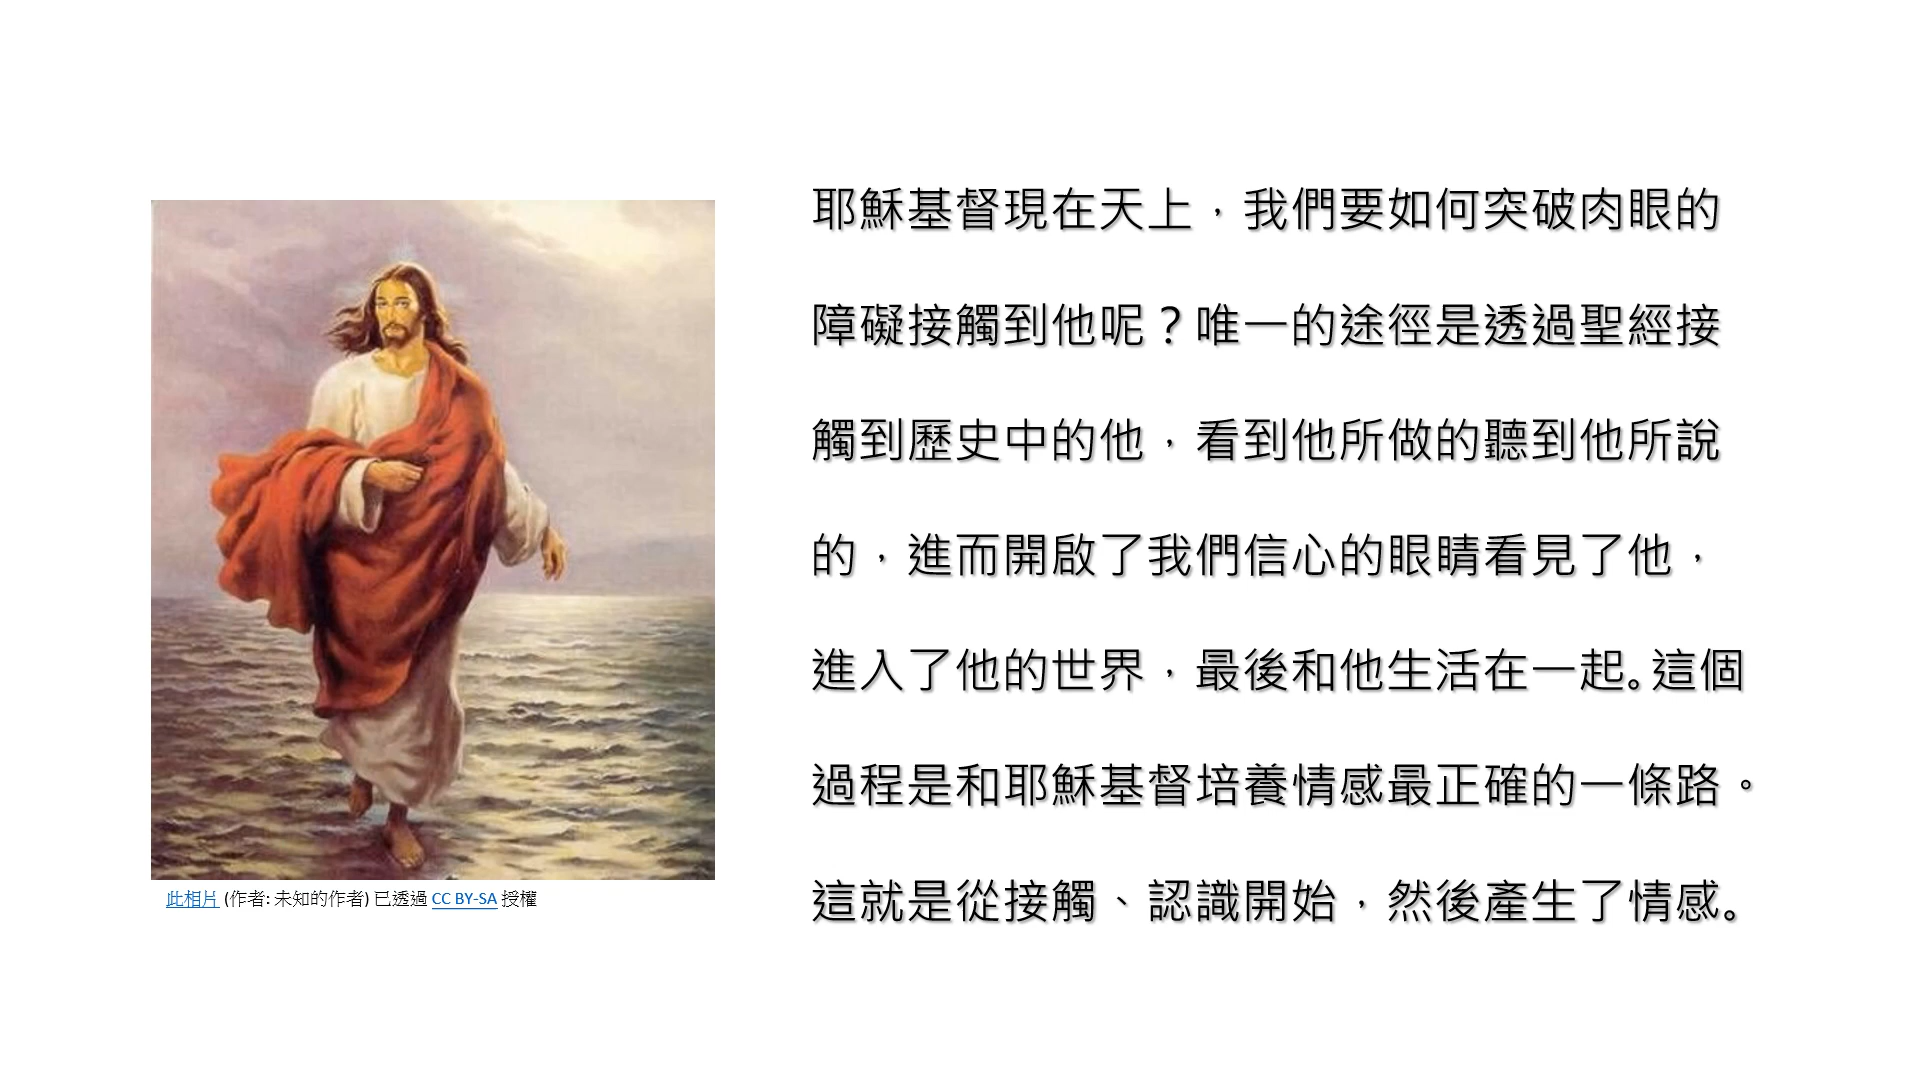 耶穌基督現在天上，我們要如何突破肉眼的
障礙接觸到他呢？唯一的途徑是透過聖經接
觸到歷史中的他，看到他所做的聽到他所說
的，進而開啟了我們信心的眼睛看見了他，
進入了他的世界，最後和他生活在一起。這個
過程是和耶穌基督培養情感最正確的一條路。
這就是從接觸、認識開始，然後產生了情感。
此相片 (作者: 未知的作者) 已透過 CC BY-SA 授權